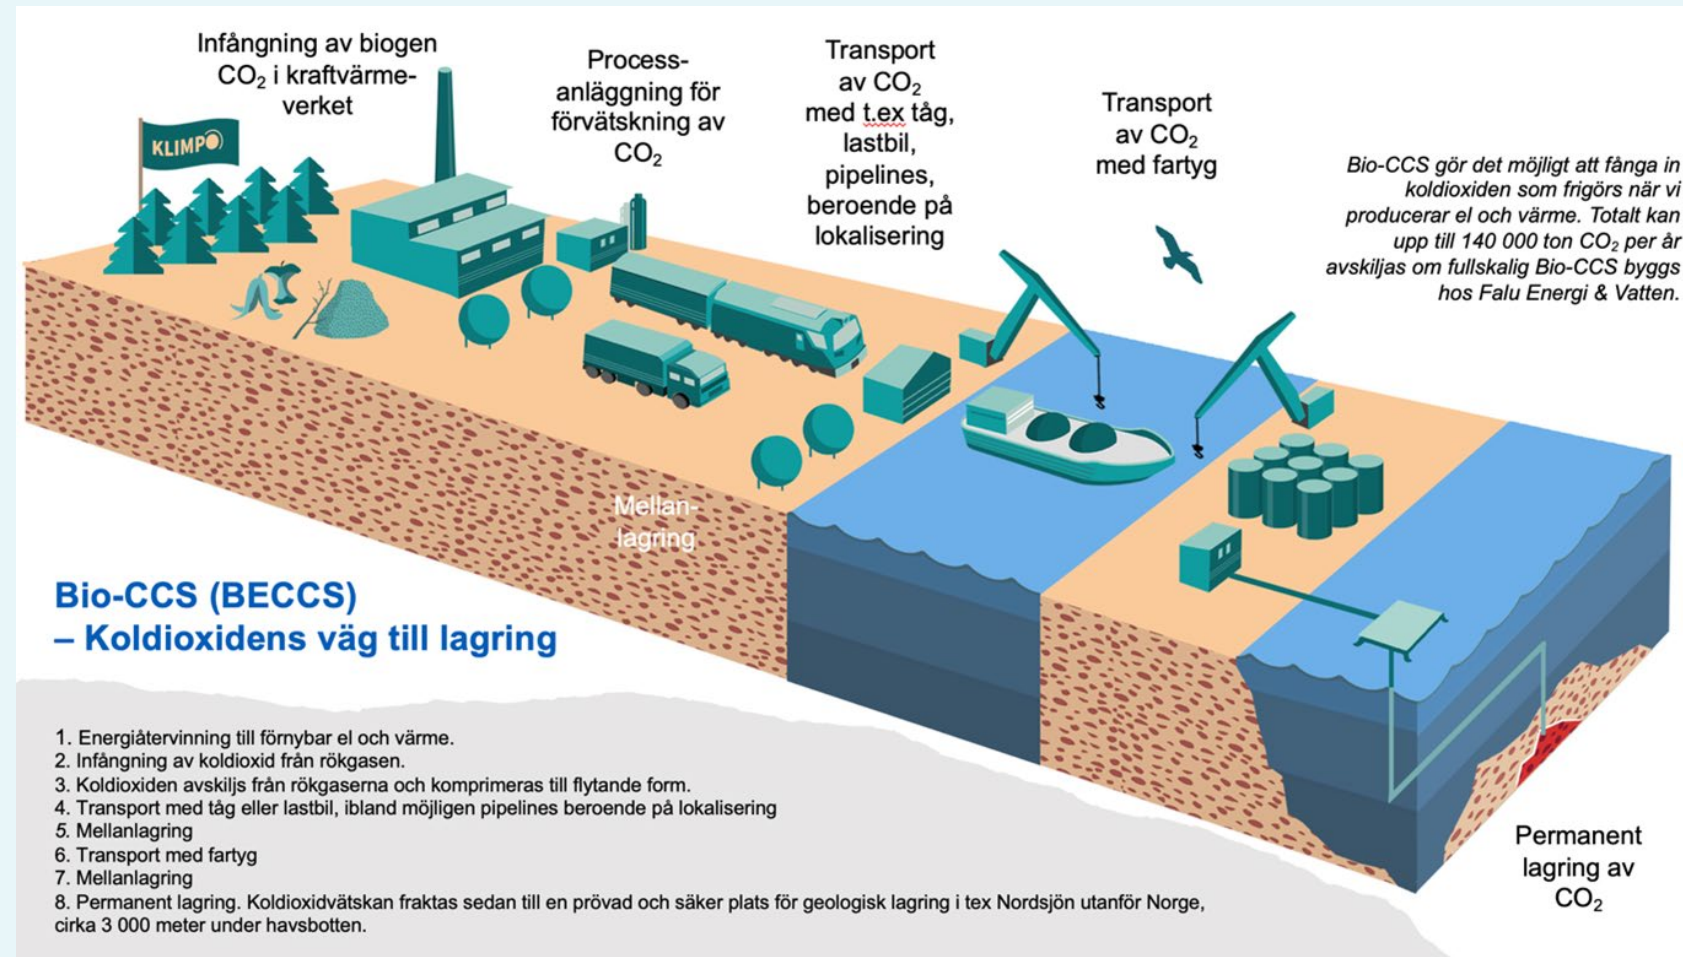 Infångning av biogen
CO₂ i kraftvärme-
verket
KLIMPO
Process-
anläggning för
förvätskning av
CO₂
Transport
av CO₂
med t.ex tåg,
lastbil,
pipelines,
beroende på
lokalisering
Transport
av CO₂
med fartyg
Bio-CCS gör det möjligt att fånga in
koldioxiden som frigörs när vi
producerar el och värme. Totalt kan
upp till 140 000 ton CO₂ per år
avskiljas om fullskalig Bio-CCS byggs
hos Falu Energi & Vatten.
Mellan-
lagring
Bio-CCS (BECCS)
– Koldioxidens väg till lagring
1. Energiåtervinning till förnybar el och värme.
2. Infångning av koldioxid från rökgasen.
3. Koldioxiden avskiljs från rökgaserna och komprimeras till flytande form.
4. Transport med tåg eller lastbil, ibland möjligen pipelines beroende på lokalisering
5. Mellanlagring
6. Transport med fartyg
7. Mellanlagring
8. Permanent lagring. Koldioxidvätskan fraktas sedan till en prövad och säker plats för geologisk lagring i tex Nordsjön utanför Norge,
cirka 3 000 meter under havsbotten.
Permanent
lagring av
CO₂